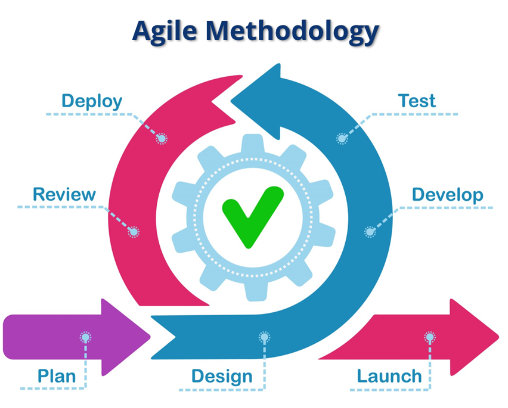 Agile Methodology
Deploy
Test
Review
Develop
Plan
Design
Launch